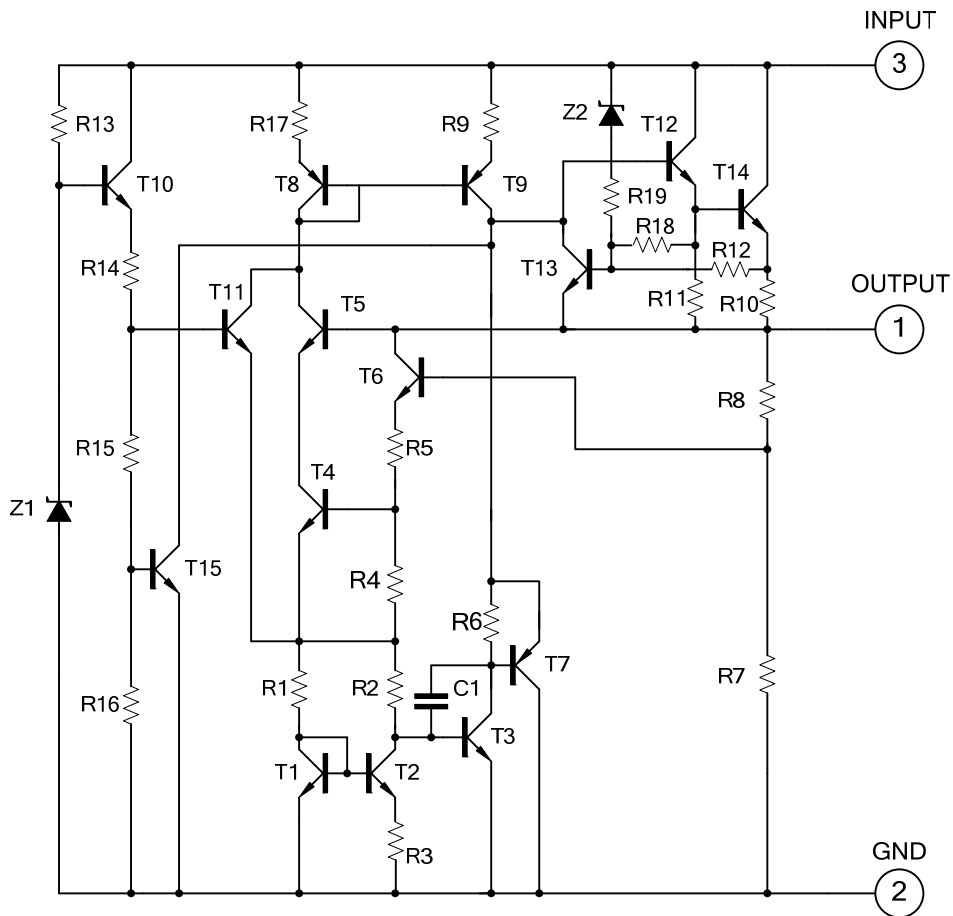 INPUT
3
R13
R17
R9
Z2
T12
T10
T8
T9
T14
R19
R18
R14
T13
R12
T11
T5
R11
R10
OUTPUT
1
T6
R8
R15
R5
T4
Z1
T15
R4
R6
T7
R16
R1
R2
C1
R7
T3
T1
T2
R3
GND
2